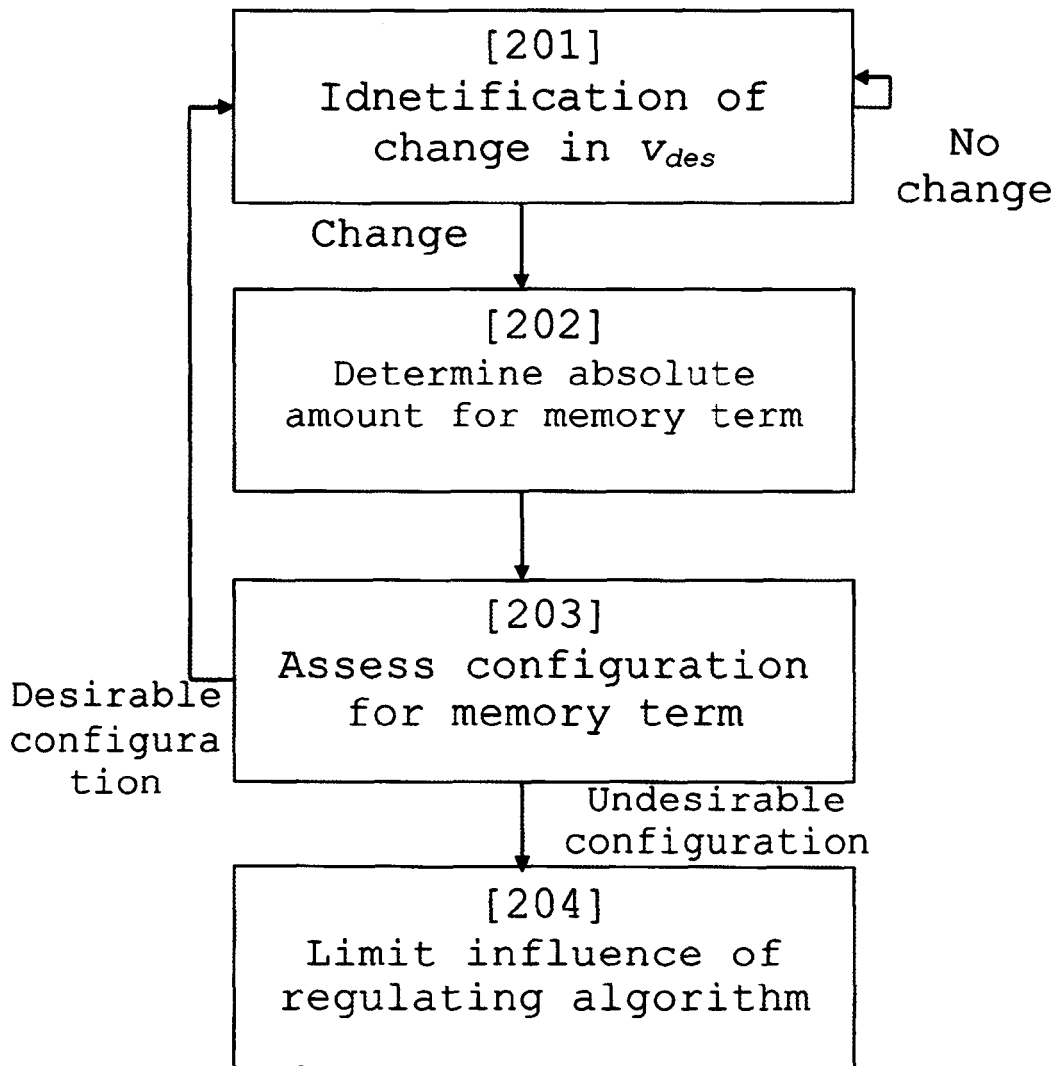 [201]
Idnetification of
change in v_des
No
change
Change
[202]
Determine absolute
amount for memory term
[203]
Assess configuration
for memory term
Desirable
configura
tion
Undesirable
configuration
[204]
Limit influence of
regulating algorithm